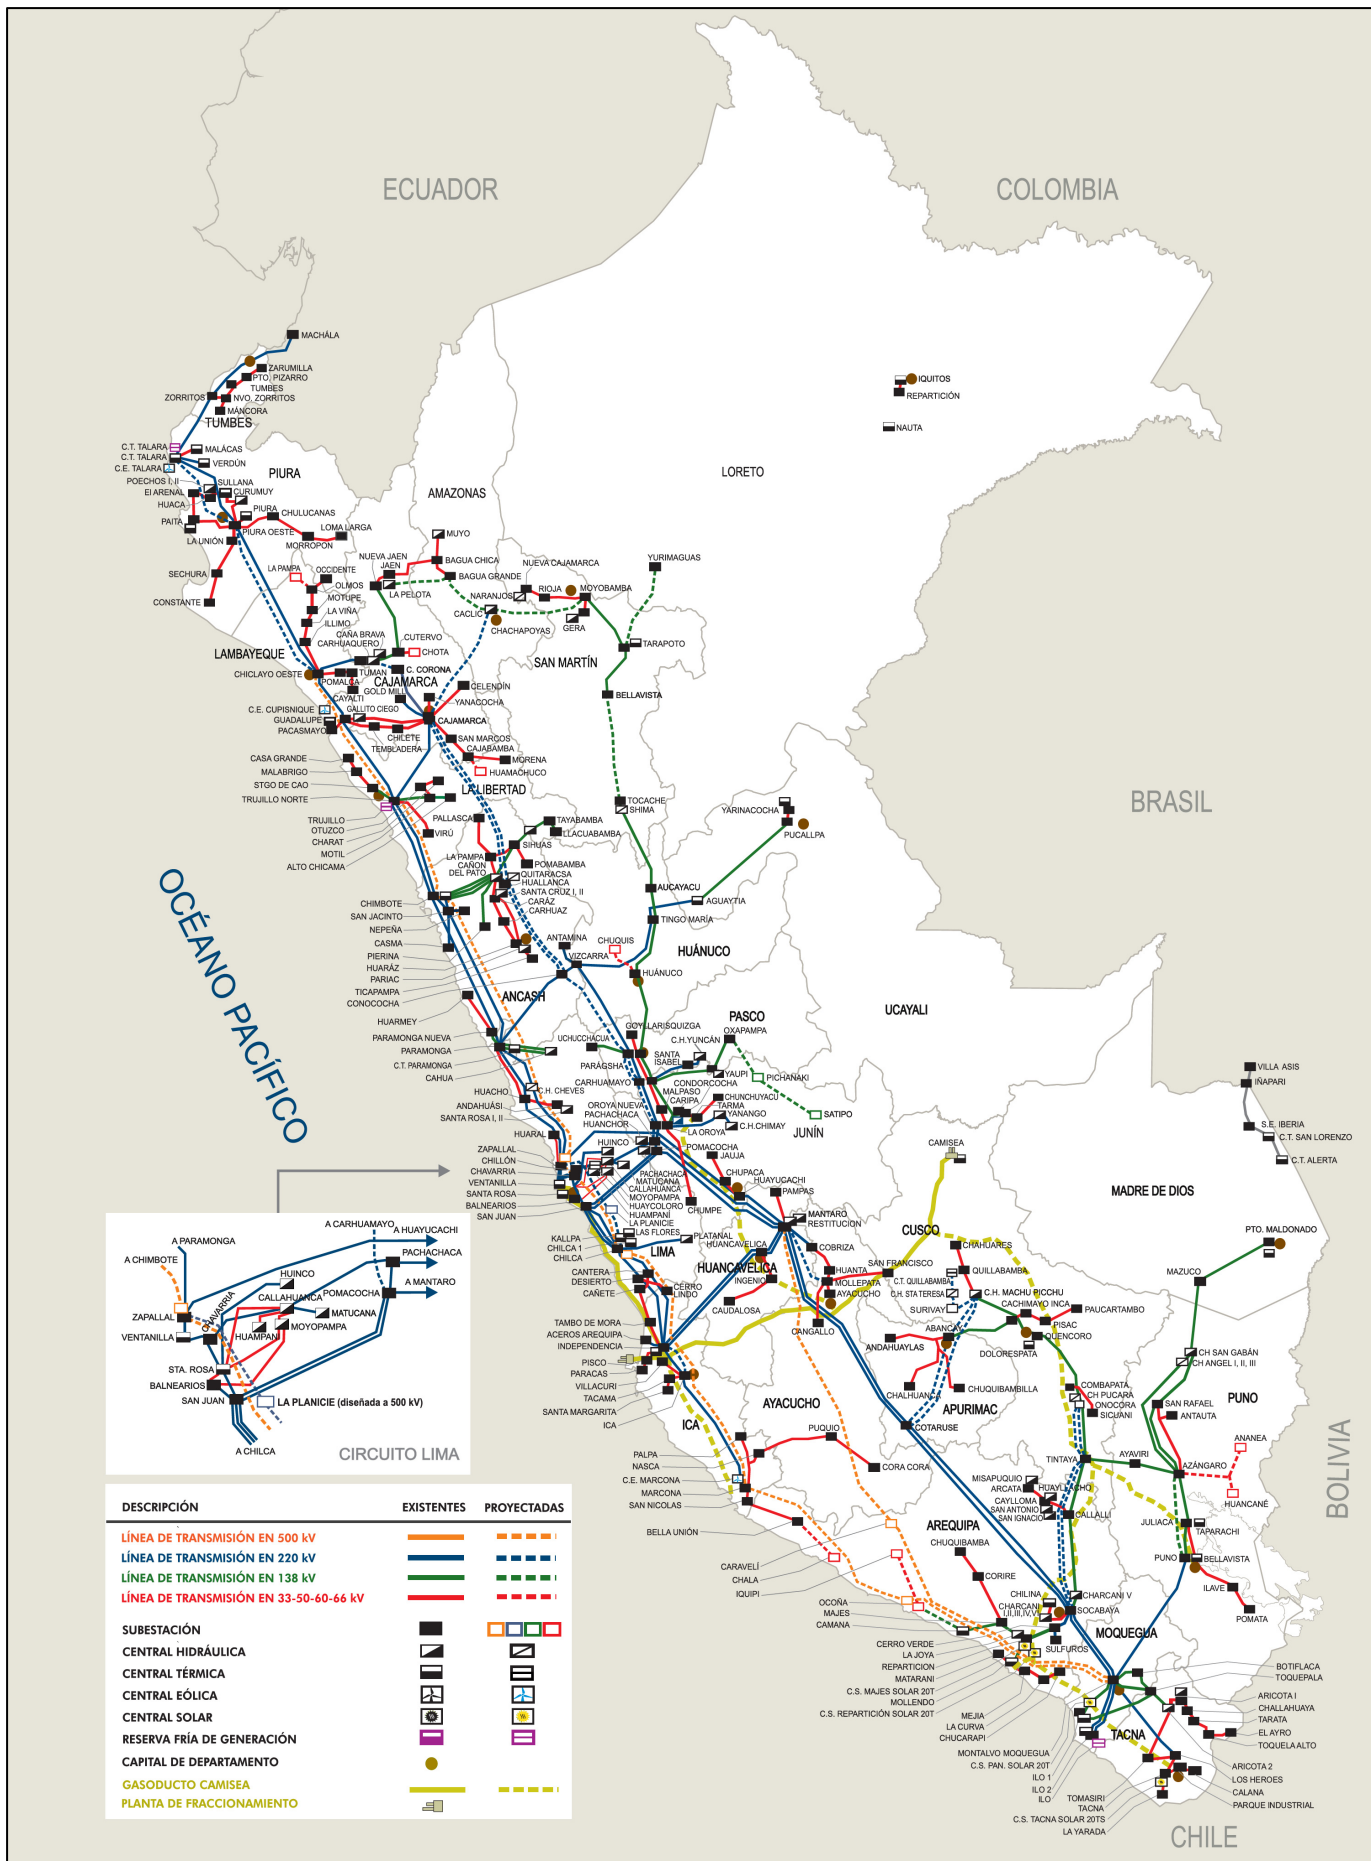 ECUADOR
COLOMBIA
MACHÁLA
ZARUMILLA
PTO. PIZARRO
TUMBES
ZORRITOS
NVO. ZORRITOS
MÁNCORA
TUMBES
IQUITOS
REPARTICIÓN
NAUTA
LORETO
C.T. TALARA
MALÁCAS
C.T. TALARA
VERDÚN
C.E. TALARA
PIURA
POECHOS I, II
SULLANA
El ARENAL
CURUMUY
HUACA
PIURA
CHULUCANAS
PAITA
PIURA OESTE
LOMA LARGA
LA UNIÓN
MORROPON
AMAZONAS
MUYO
NUEVA JAEN
JAEN
BAGUA CHICA
NUEVA CAJAMARCA
YURIMAGUAS
LA PAMPA
OCCIDENTE
BAGUA GRANDE
SECHURA
OLMOS
LA PELOTA
NARANJOS
RIOJA
MOYOBAMBA
CONSTANTE
MOTUPE
LA VIÑA
CACLIC
ILLIMO
CHACHAPOYAS
GERA
CAÑA BRAVA
CUTERVO
TARAPOTO
CARHUAQUERO
CHOTA
LAMBAYEQUE
SAN MARTÍN
CHICLAYO OESTE
TUMAN
C. CORONA
POMALCA
CAJAMARCA
CELENDÍN
GOLD MILL
BELLAVISTA
CAYALTI
YANACOCHA
C.E. CUPISNIQUE
GALLITO CIEGO
GUADALUPE
CAJAMARCA
PACASMAYO
CHILETE
TEMBLADERA
SAN MARCOS
CAJABAMBA
CASA GRANDE
MORENA
MALABRIGO
HUAMACHUCO
STGO DE CAO
LA LIBERTAD
TRUJILLO NORTE
TOCACHE
SHIMA
YARINACOCHA
PUCALLPA
BRASIL
TRUJILLO
OTUZCO
CHARAT
MOTIL
ALTO CHICAMA
VIRÚ
PALLASCA
TAYABAMBA
LLACUABAMBA
SIHUAS
LA PAMPA
CAÑON
DEL PATO
POMABAMBA
QUITARACSA
HUALLANCA
SANTA CRUZ I, II
CARÁZ
CARHUAZ
AUCAYACU
AGUAYTIA
TINGO MARÍA
CHIMBOTE
SAN JACINTO
NEPEÑA
CASMA
PIERINA
HUARÁZ
PARIAC
TICAPAMPA
CONOCOCHA
ANTAMINA
VIZCARRA
CHUQUIS
HUÁNUCO
HUÁNUCO
OCÉANO PACÍFICO
ANCASH
HUARMEY
PASCO
UCAYALI
GOYLLARISQUIZGA
OXAPAMPA
PARAMONGA NUEVA
PARAMONGA
UCHUCCHACUA
C.H.YUNCÁN
SANTA
ISABEL
C.T. PARAMONGA
PARÁGSHA
YAUPI
PICHANAKI
CAHUA
CARHUAMAYO
CONDORCOCHA
C.H. CHEVES
MALPASO
CHUNCHUYACU
HUACHO
CARIPA
TARMA
SATIPO
ANDAHUÁSI
OROYA NUEVA
YANANGO
SANTA ROSA I, II
PACHACHACA
C.H.CHIMAY
HUANCHOR
LA OROYA
JUNÍN
HUARAL
HUINCO
POMACOCHA
ZAPALLAL
JAUJA
CHILLÓN
PACHACHACA
CHAVARRIA
MATUCANA
CHUPACA
VENTANILLA
CALLAHUANCA
HUAYUCACHI
SANTA ROSA
MOYOPAMPA
PAMPAS
BALNEARIOS
HUAYCOLORO
SAN JUAN
HUAMPANÍ
CHUMPE
LA PLANICIE
MANTARO
LAS FLORES
RESTITUCION
KALLPA
PLATANAL
CHILCA 1
LIMA
HUANCAVELICA
COBRIZA
CHILCA
HUANCAVELICA
CANTERA
INGENIO
HUANTA
SAN FRANCISCO
DESIERTO
CERRO
LINDO
MOLLEPATA
CAÑETE
CAUDALOSA
AYACUCHO
TAMBO DE MORA
CANGALLO
ACEROS AREQUIPA
INDEPENDENCIA
PISCO
PARACAS
VILLACURI
TACAMA
SANTA MARGARITA
ICA
ICA
AYACUCHO
CAMISEA
CUSCO
CHAHUARES
C.T. QUILLABAMBA
QUILLABAMBA
C.H. STA TERESA
C.H. MACHU PICCHU
SURIVAY
CACHIMAYO INCA
PAUCARTAMBO
PISAC
ABANCAY
QUENCORO
ANDAHUAYLAS
DOLORESPATA
CHALHUANCA
CHUQUIBAMBILLA
COMBAPATA
CH PUCARA
ONOCORA
SICUANI
APURIMAC
COTARUSE
VILLA ASIS
IÑAPARI
S.E. IBERIA
C.T. SAN LORENZO
C.T. ALERTA
MADRE DE DIOS
PTO. MALDONADO
MAZUCO
CH SAN GABÁN
CH ANGEL I, II, III
SAN RAFAEL
ANTAUTA
PUNO
ANANEA
PALPA
PUQUIO
NASCA
CORA CORA
C.E. MARCONA
MARCONA
SAN NICOLAS
BELLA UNIÓN
TINTAYA
AYAVIRI
AZÁNGARO
MISAPUQUIO
ARCATA
HUAYLLACHO
HUANCANÉ
CAYLLOMA
SAN ANTONIO
SAN IGNACIO
CALLALLI
AREQUIPA
JULIACA
TAPARACHI
BOLIVIA
CHUQUIBAMBA
PUNO
BELLAVISTA
CARAVELÍ
CORIRE
ILAVE
CHALA
CHILINA
CHARCANI V
POMATA
IQUIPI
CHARCANI
I,II,III,IV,VI
OCOÑA
SOCABAYA
MAJES
MOQUEGUA
CAMANA
SULFUROS
CERRO VERDE
LA JOYA
BOTIFLACA
REPARTICION
TOQUEPALA
MATARANI
C.S. MAJES SOLAR 20T
ARICOTA I
MOLLENDO
CHALLAHUAYA
C.S. REPARTICIÓN SOLAR 20T
TARATA
MEJIA
EL AYRO
LA CURVA
TACNA
TOQUELA ALTO
CHUCARAPI
MONTALVO MOQUEGUA
C.S. PAN. SOLAR 20T
ARICOTA 2
ILO 1
LOS HEROES
ILO 2
CALANA
ILO
TOMASIRI
PARQUE INDUSTRIAL
TACNA
C.S. TACNA SOLAR 20TS
LA YARADA
CHILE
A CARHUAMAYO
A HUAYUCACHI
A PARAMONGA
PACHACHACA
A CHIMBOTE
HUINCO
POMACOCHA
A MANTARO
CHAVARRIA
CALLAHUANCA
ZAPALLAL
MATUCANA
VENTANILLA
MOYOPAMPA
HUAMPANÍ
STA. ROSA
BALNEARIOS
SAN JUAN
LA PLANICIE (diseñada a 500 kV)
A CHILCA
CIRCUITO LIMA
DESCRIPCIÓN EXISTENTES PROYECTADAS
LÍNEA DE TRANSMISIÓN EN 500 kV
LÍNEA DE TRANSMISIÓN EN 220 kV
LÍNEA DE TRANSMISIÓN EN 138 kV
LÍNEA DE TRANSMISIÓN EN 33-50-60-66 kV
SUBESTACIÓN
CENTRAL HIDRÁULICA
CENTRAL TÉRMICA
CENTRAL EÓLICA
CENTRAL SOLAR
RESERVA FRÍA DE GENERACIÓN
CAPITAL DE DEPARTAMENTO
GASODUCTO CAMISEA
PLANTA DE FRACCIONAMIENTO